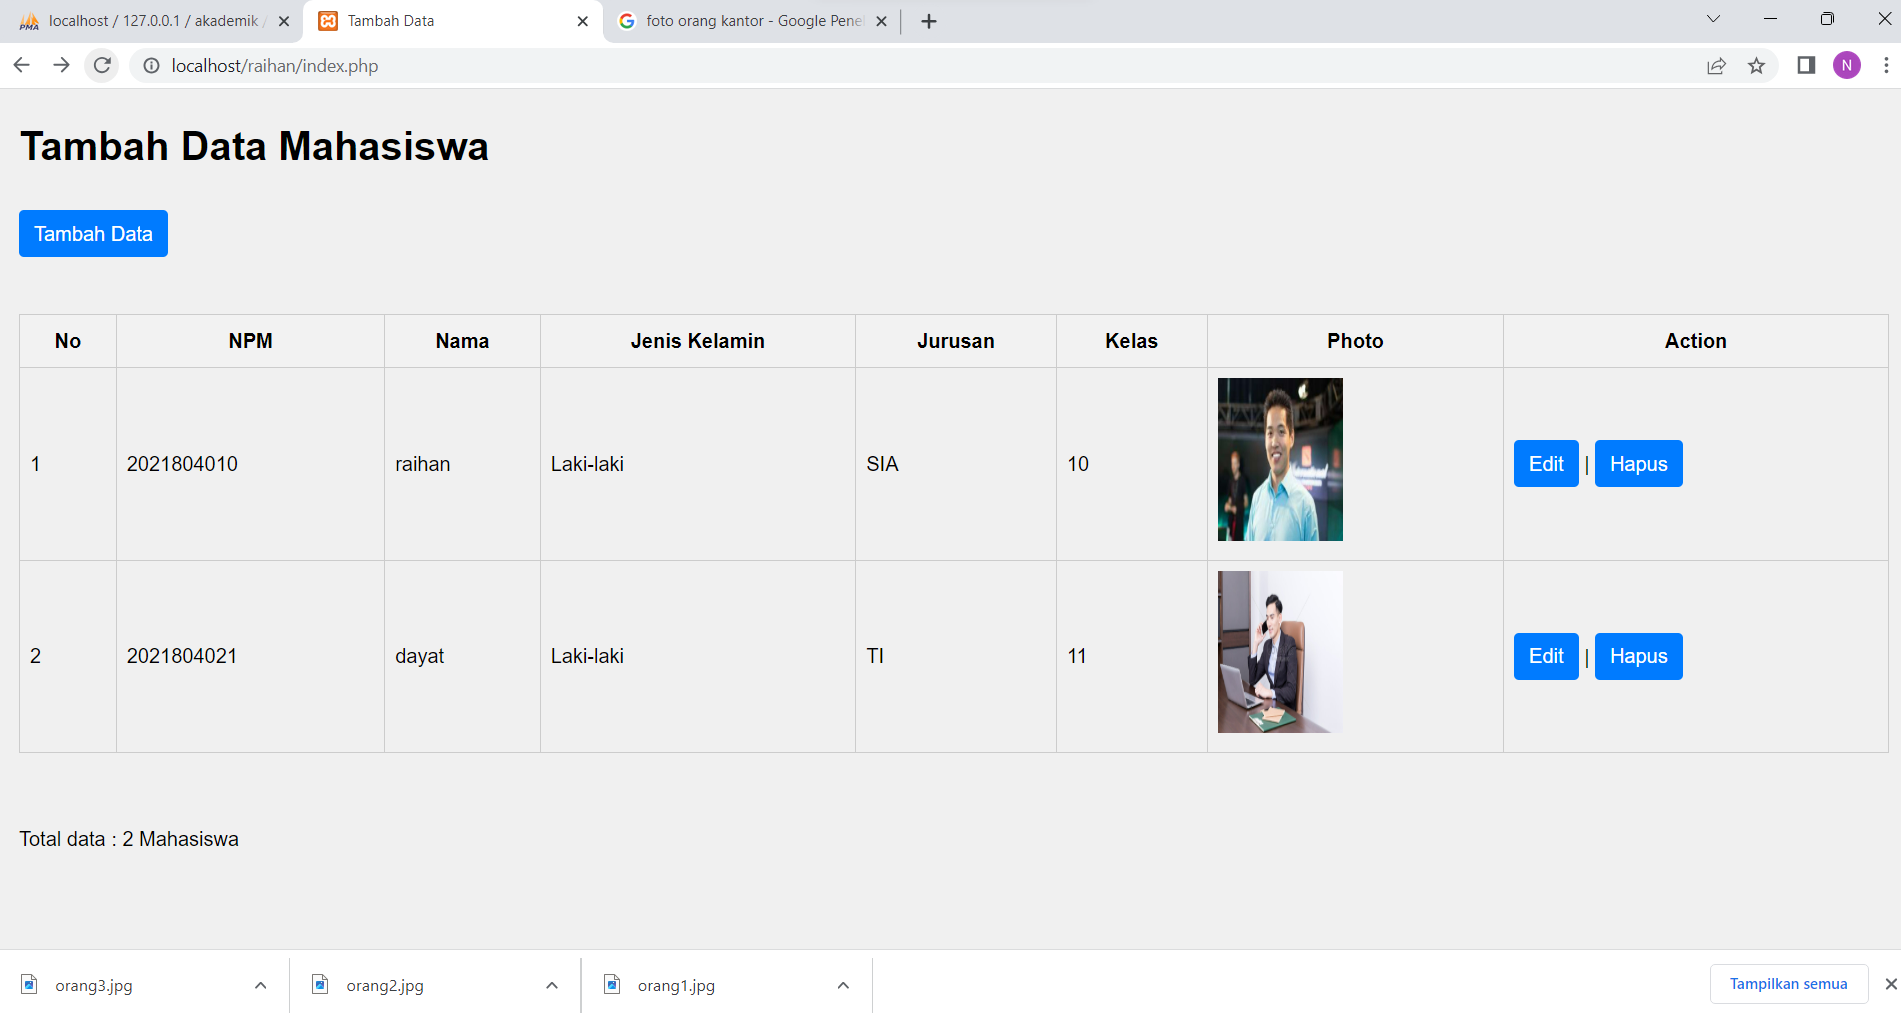 localhost / 127.0.0.1 / akademik /
Tambah Data
foto orang kantor - Google Pene
localhost/raihan/index.php
N
Tambah Data Mahasiswa
Tambah Data
No NPM Nama Jenis Kelamin Jurusan Kelas Photo Action
1 2021804010 raihan Laki-laki SIA 10 Edit | Hapus
2 2021804021 dayat Laki-laki TI 11 Edit | Hapus
Total data : 2 Mahasiswa
orang3.jpg
orang2.jpg
orang1.jpg
Tampilkan semua